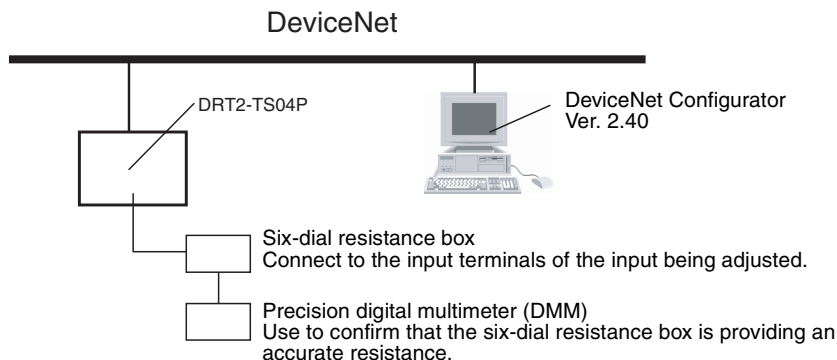 DeviceNet
DRT2-TS04P
DeviceNet Configurator
Ver. 2.40
Six-dial resistance box
Connect to the input terminals of the input being adjusted.
Precision digital multimeter (DMM)
Use to confirm that the six-dial resistance box is providing an
accurate resistance.